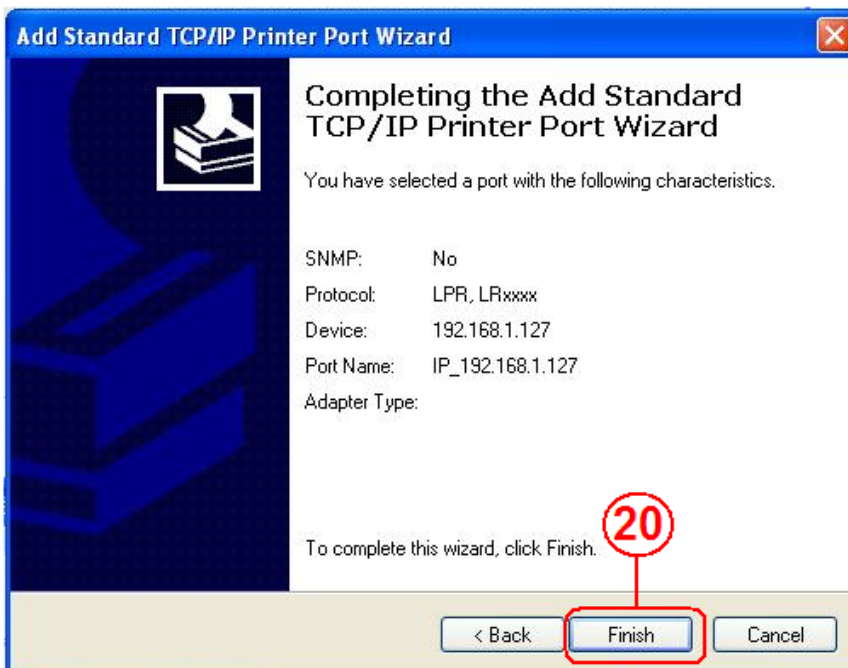 Add Standard TCP/IP Printer Port Wizard
Completing the Add Standard
TCP/IP Printer Port Wizard
You have selected a port with the following characteristics.
SNMP: No
Protocol: LPR, LRxxxx
Device: 192.168.1.127
Port Name: IP_192.168.1.127
Adapter Type:
20
To complete this wizard, click Finish.
< Back Finish Cancel